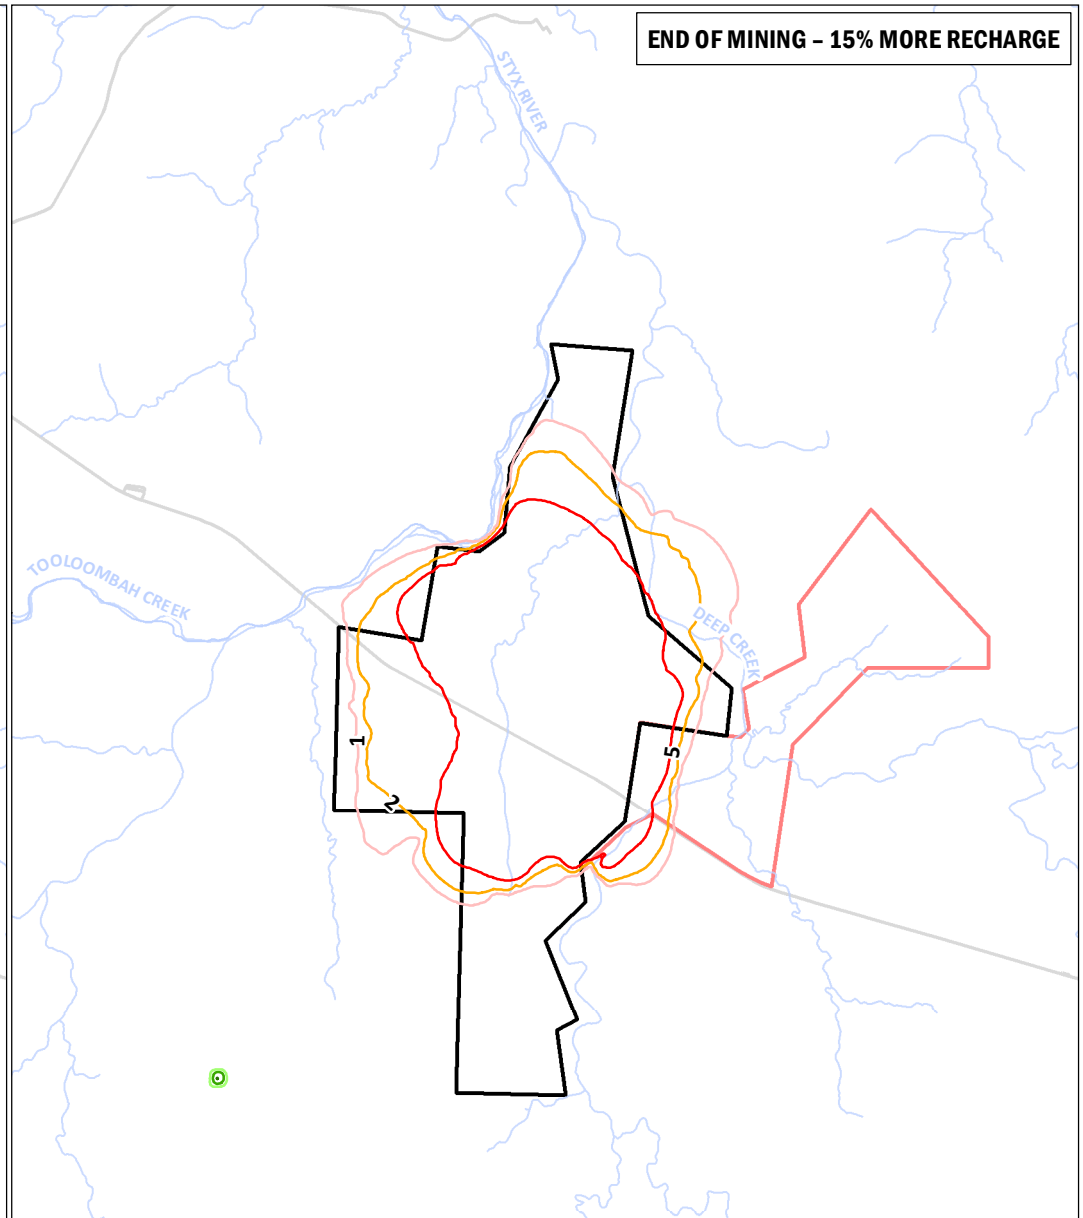 END OF MINING – 15% MORE RECHARGE
STYX RIVER
TOOLOOMBAH CREEK
DEEP CREEK
1
5
2